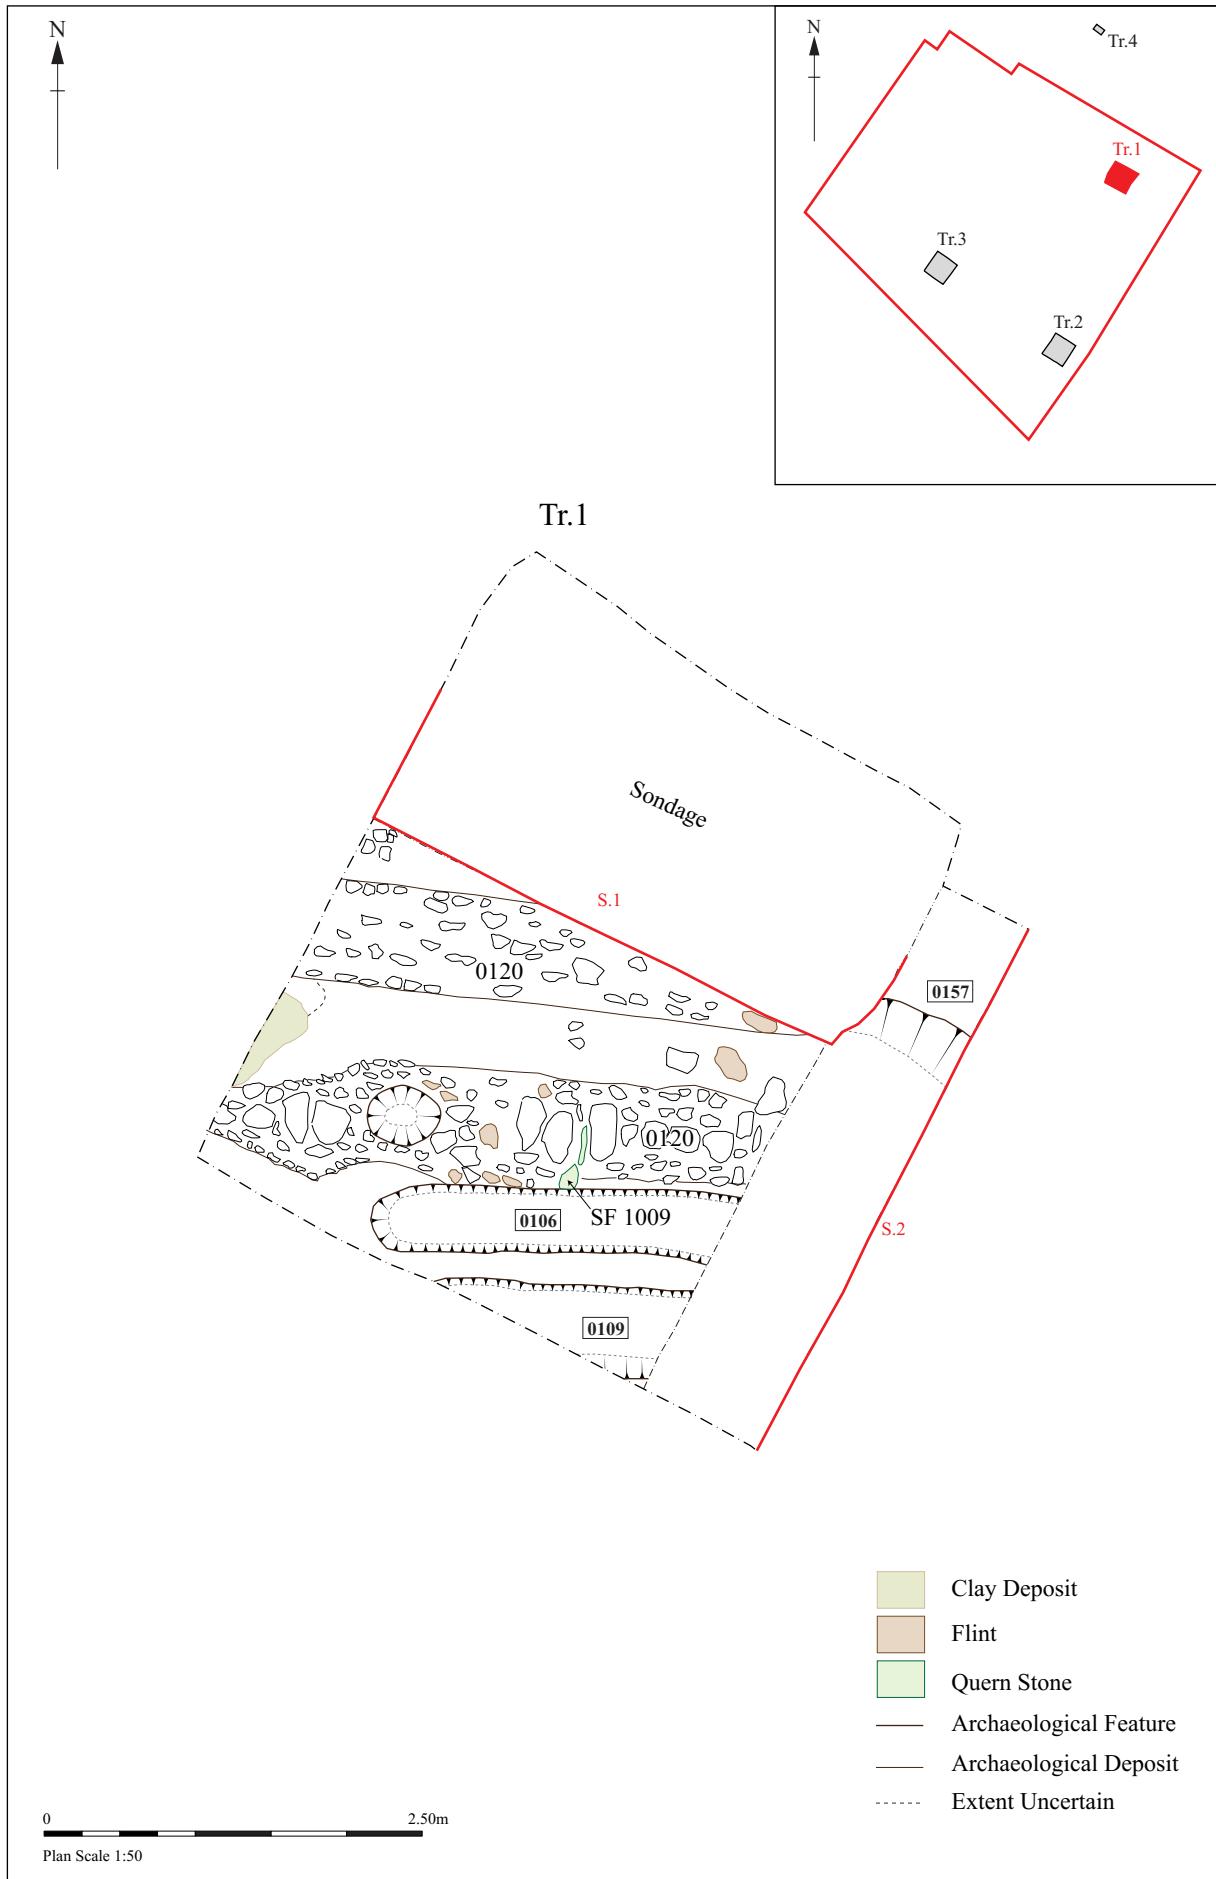 N
N
Tr.4
Tr.1
Tr.3
Tr.2
Tr.1
Sondage
S.1
0120
0157
0120
0106
SF 1009
S.2
0109
Clay Deposit
Flint
Quern Stone
Archaeological Feature
Archaeological Deposit
Extent Uncertain
0 2.50m
Plan Scale 1:50